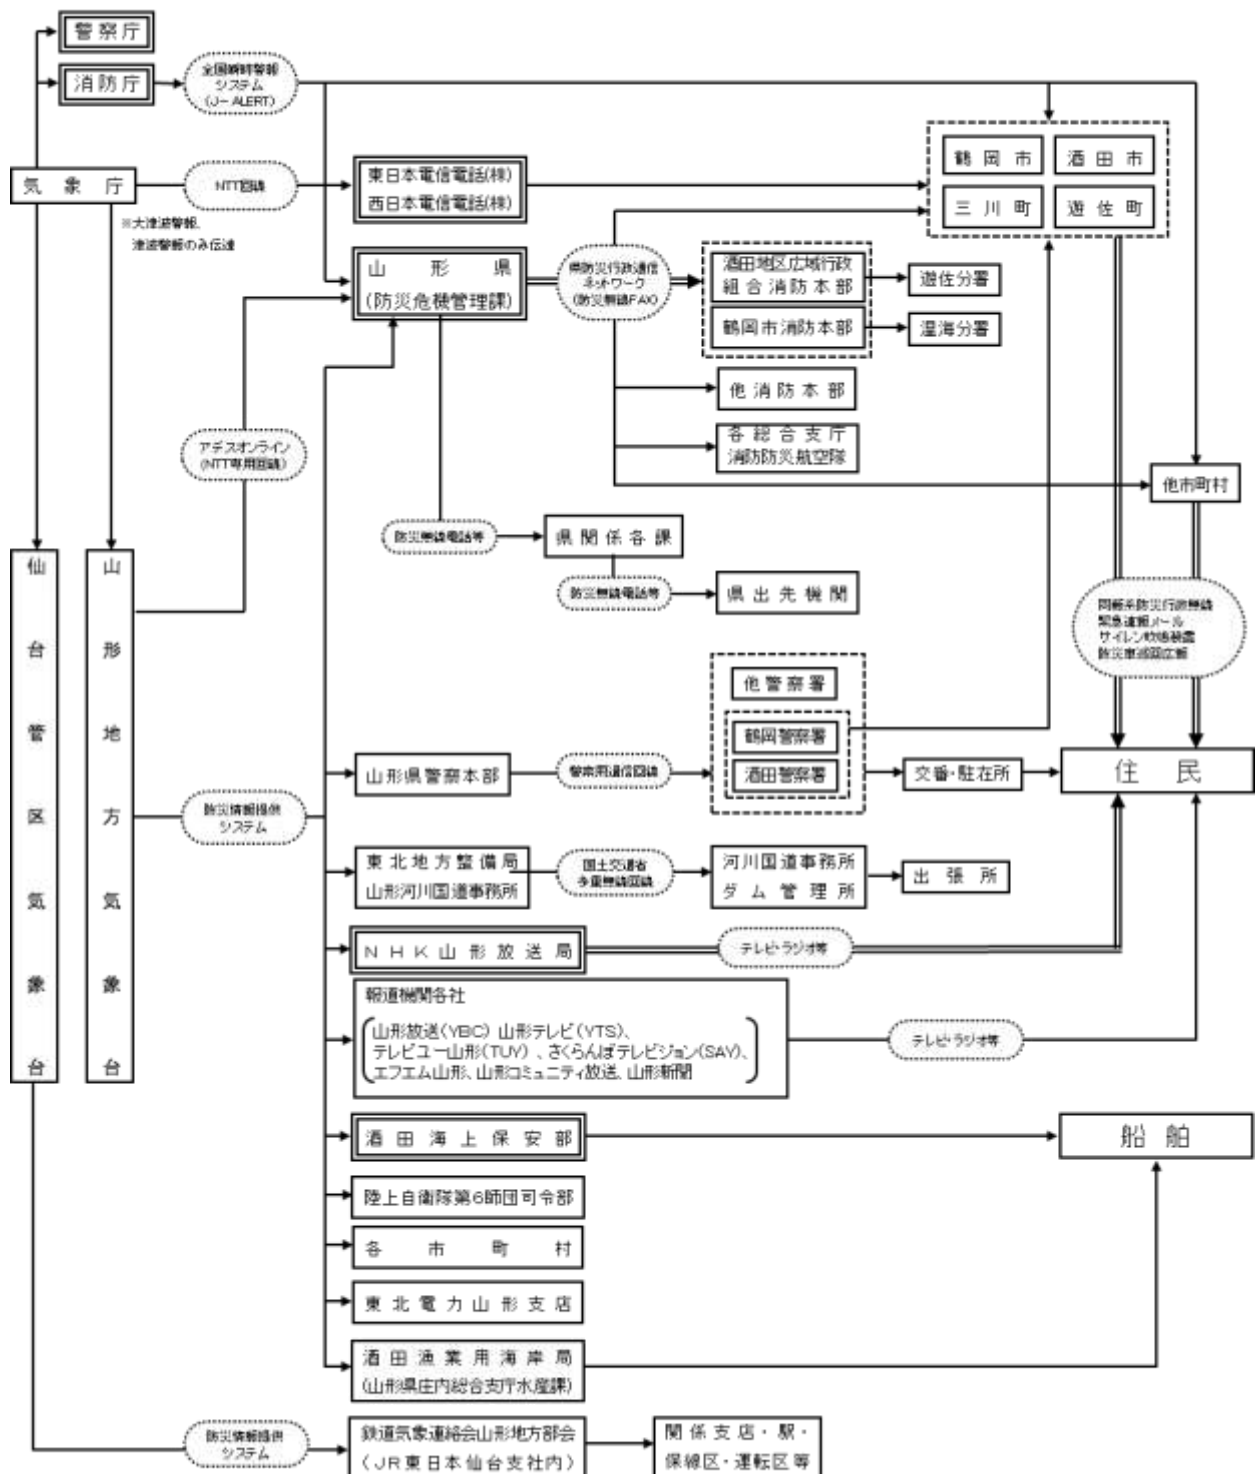 警察庁
消防庁
全国瞬時警報
システム
(J－ALERT)
気象庁
NTT回線
※大津波警報、
津波警報のみ伝達
東日本電信電話(株)
西日本電信電話(株)
鶴岡市
酒田市
三川町
遊佐町
山形県
(防災危機管理課)
県防災行政通信
ネットワーク
(防災無線FAX)
酒田地区広域行政
組合消防本部
遊佐分署
鶴岡市消防本部
温海分署
他消防本部
各総合支庁
消防防災航空隊
他市町村
アデスオンライン
(NTT専用回線)
防災無線電話等
県関係各課
防災無線電話等
県出先機関
同報系防災行政無線
緊急速報メール
サイレン吹鳴装置
防災車巡回広報
仙台管区気象台
山形地方気象台
他警察署
鶴岡警察署
酒田警察署
山形県警察本部
警察用通信回線
交番・駐在所
住民
防災情報提供
システム
東北地方整備局
山形河川国道事務所
国土交通省
多重無線回線
河川国道事務所
ダム管理所
出張所
NHK山形放送局
テレビ・ラジオ等
報道機関各社
山形放送(YBC) 山形テレビ(YTS)、
テレビユー山形(TUY) 、さくらんぼテレビジョン(SAY)、
エフエム山形、山形コミュニティ放送、山形新聞
テレビ・ラジオ等
酒田海上保安部
船舶
陸上自衛隊第6師団司令部
各市町村
東北電力山形支店
酒田漁業用海岸局
(山形県庄内総合支庁水産課)
防災情報提供
システム
鉄道気象連絡会山形地方部会
(JR東日本仙台支社内)
関係支店・駅・
保線区・運転区等